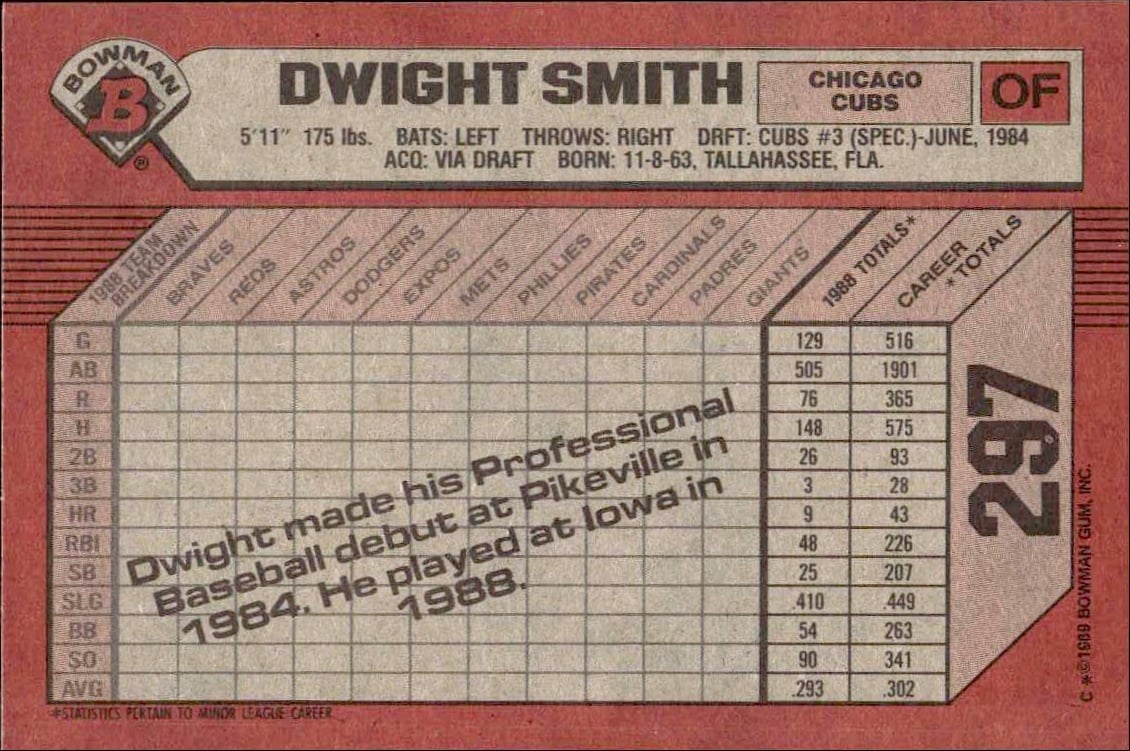 BOWMAN
B
®
DWIGHT SMITH
CHICAGO
CUBS
OF
5'11" 175 lbs. BATS: LEFT THROWS: RIGHT DRFT: CUBS #3 (SPEC.)-JUNE, 1984
ACQ: VIA DRAFT BORN: 11-8-63, TALLAHASSEE, FLA.
1988 TEAM
BREAKDOWN
BRAVES
REDS
ASTROS
DODGERS
EXPOS
METS
PHILLIES
PIRATES
CARDINALS
PADRES
GIANTS
1988 TOTALS*
CAREER
*TOTALS
G 129 516
AB 505 1901
R 76 365
H 148 575
2B 26 93
3B 3 28
HR 9 43
RBI 48 226
SB 25 207
SLG .410 .449
BB 54 263
SO 90 341
AVG .293 .302
Dwight made his Professional
Baseball debut at Pikeville in
1984. He played at Iowa in
1988.
297
C *©1989 BOWMAN GUM, INC.
*STATISTICS PERTAIN TO MINOR LEAGUE CAREER